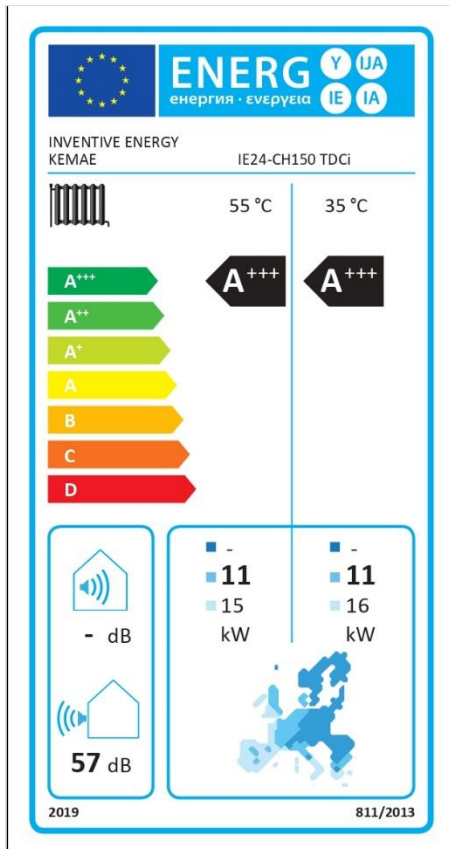 ENERG Y IJA
енергия · ενεργεια IE IA
INVENTIVE ENERGY
KEMAE IE24-CH150 TDCi
55 °C 35 °C
A+++ A+++
A+++
A++
A+
A
B
C
D
- -
11 11
15 16
kW kW
- dB
57 dB
2019 811/2013